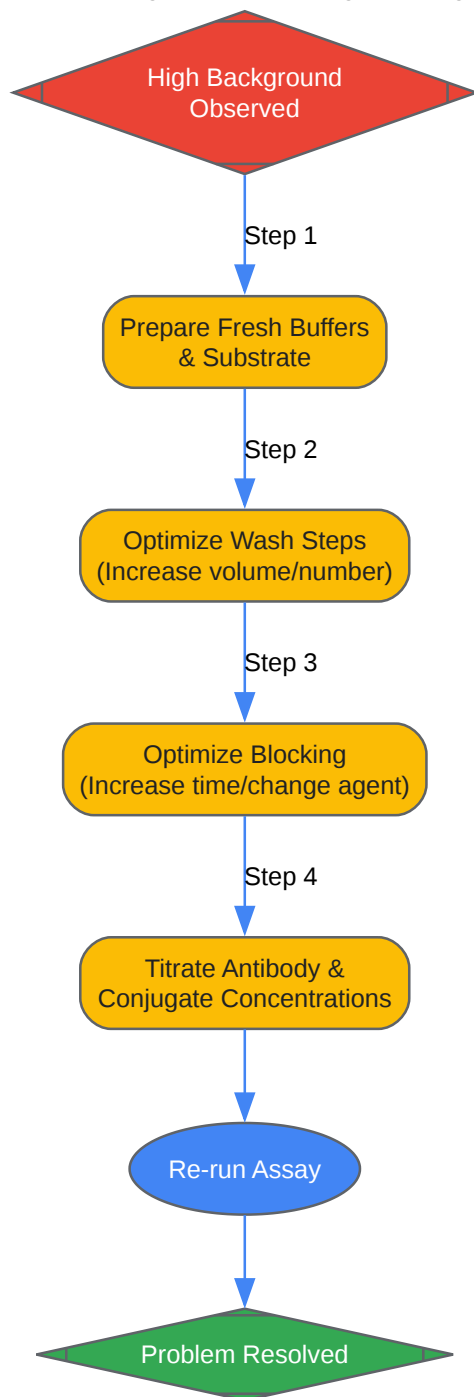 High Background
Observed
Step 1
Prepare Fresh Buffers
& Substrate
Step 2
Optimize Wash Steps
(Increase volume/number)
Step 3
Optimize Blocking
(Increase time/change agent)
Step 4
Titrate Antibody &
Conjugate Concentrations
Re-run Assay
Problem Resolved